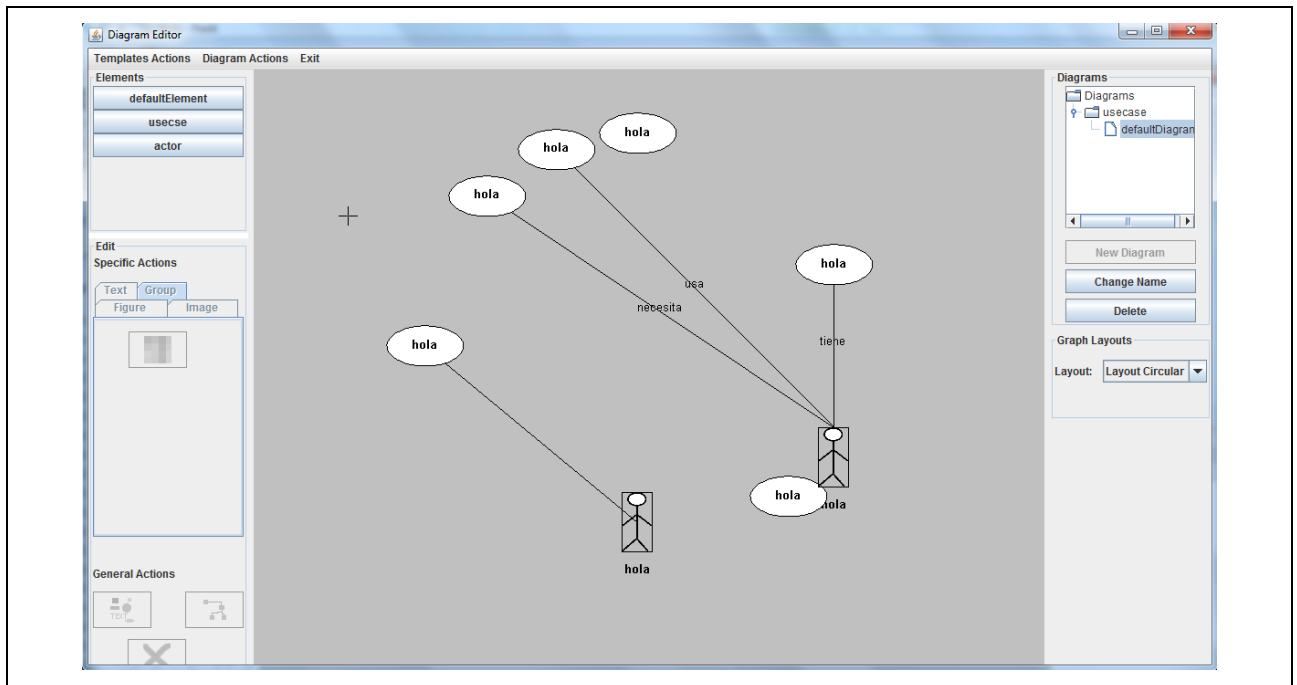 Diagram Editor
Templates Actions Diagram Actions Exit
Elements
defaultElement
usecse
actor
Edit
Specific Actions
Text Group
Figure Image
General Actions
TEXT
hola
hola
hola
hola
usa
necesita
hola
tiene
hola
hola
hola
Diagrams
Diagrams
usecase
defaultDiagran
New Diagram
Change Name
Delete
Graph Layouts
Layout: Layout Circular